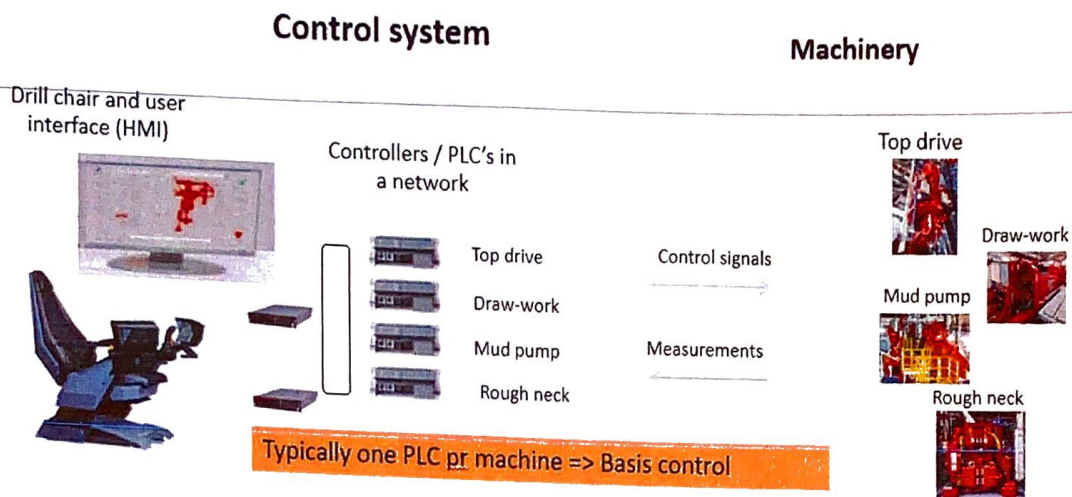 Control system
Machinery
Drill chair and user
interface (HMI)
Controllers / PLC's in
a network
Top drive
Draw-work
Mud pump
Rough neck
Control signals
Measurements
Top drive
Draw-work
Mud pump
Rough neck
Typically one PLC pr machine => Basis control